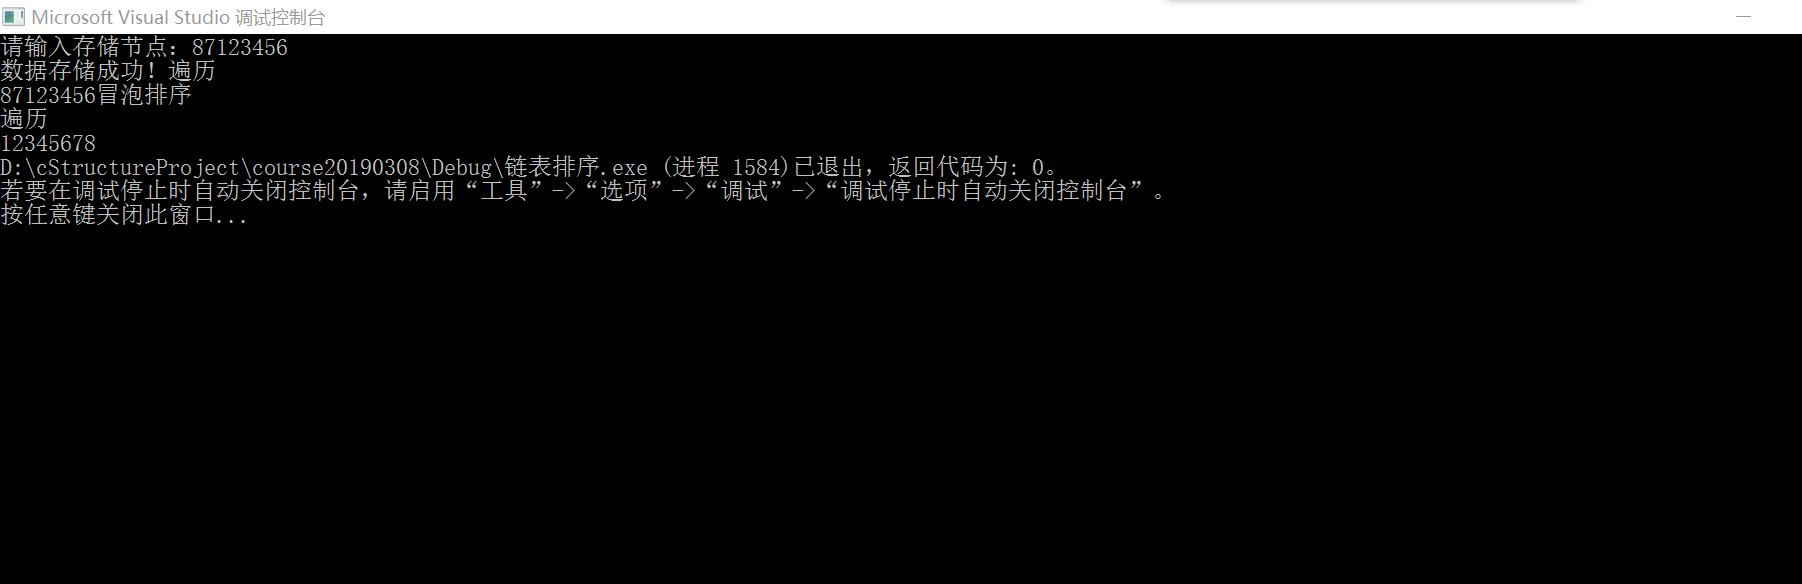 Microsoft Visual Studio 调试控制台
请输入存储节点：87123456
数据存储成功！遍历
87123456冒泡排序
遍历
12345678
D:\cStructureProject\course20190308\Debug\链表排序.exe (进程 1584)已退出，返回代码为: 0。
若要在调试停止时自动关闭控制台，请启用“工具”->“选项”->“调试”->“调试停止时自动关闭控制台”。
按任意键关闭此窗口...